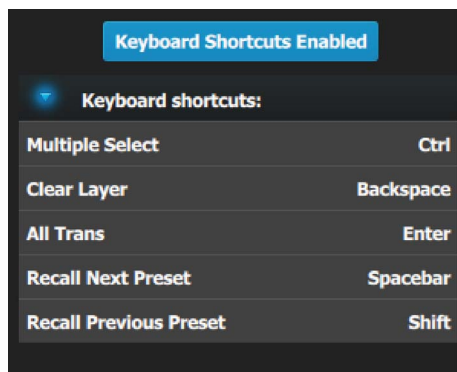 Keyboard Shortcuts Enabled
Keyboard shortcuts:
Multiple Select Ctrl
Clear Layer Backspace
All Trans Enter
Recall Next Preset Spacebar
Recall Previous Preset Shift